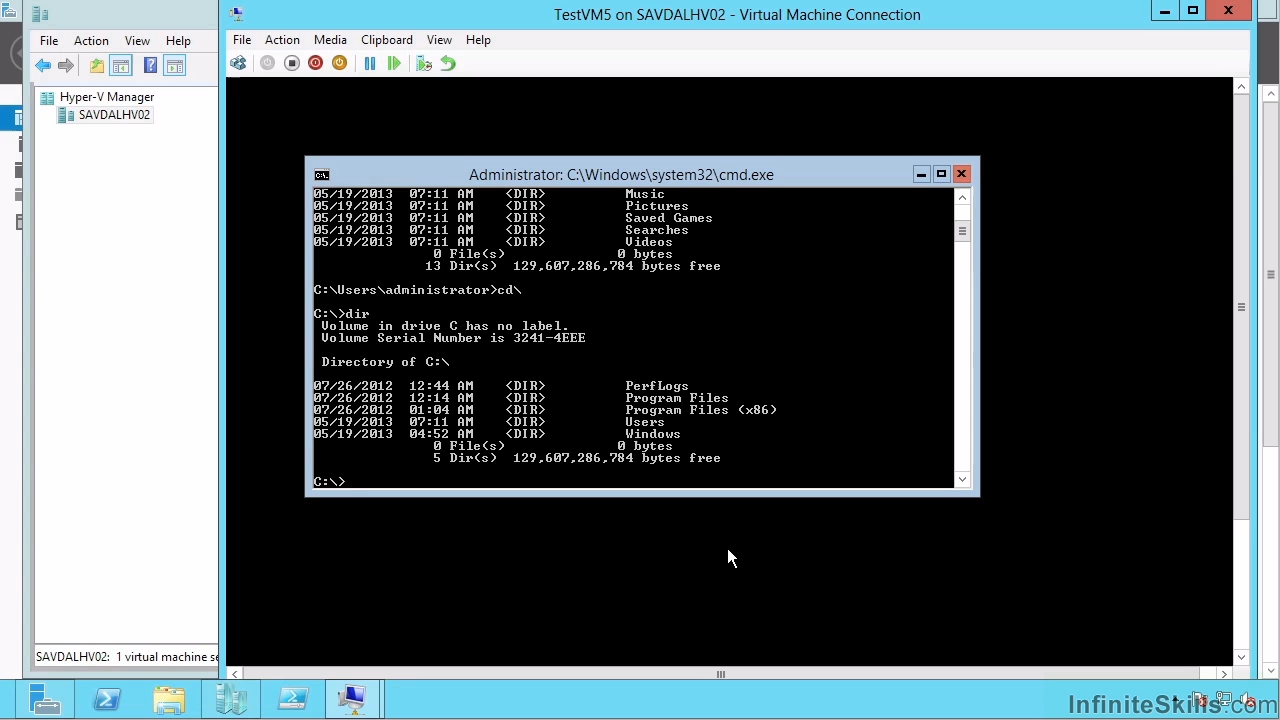 TestVM5 on SAVDALHV02 - Virtual Machine Connection
File Action View Help
File Action Media Clipboard View Help
Hyper-V Manager
SAVDALHV02
Administrator: C:\Windows\system32\cmd.exe
05/19/2013 07:11 AM <DIR> Music
05/19/2013 07:11 AM <DIR> Pictures
05/19/2013 07:11 AM <DIR> Saved Games
05/19/2013 07:11 AM <DIR> Searches
05/19/2013 07:11 AM <DIR> Videos
0 File(s) 0 bytes
13 Dir(s) 129,607,286,784 bytes free
C:\Users\administrator>cd\
C:\>dir
Volume in drive C has no label.
Volume Serial Number is 3241-4EEE
Directory of C:\
07/26/2012 12:44 AM <DIR> PerfLogs
07/26/2012 12:14 AM <DIR> Program Files
07/26/2012 01:04 AM <DIR> Program Files (x86)
05/19/2013 07:11 AM <DIR> Users
05/19/2013 04:52 AM <DIR> Windows
0 File(s) 0 bytes
5 Dir(s) 129,607,286,784 bytes free
C:\>
SAVDALHV02: 1 virtual machine se
InfiniteSkills.com